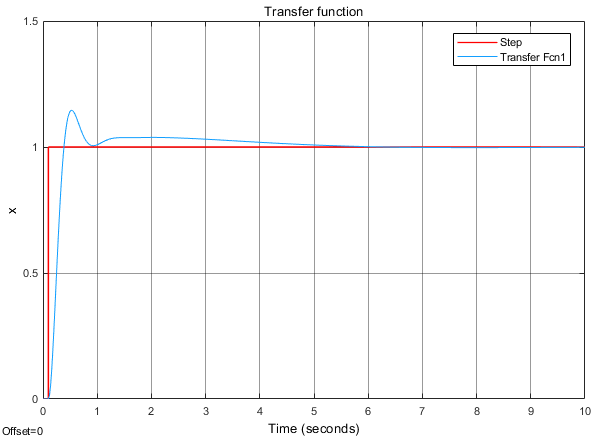 Transfer function
Step
Transfer Fcn1
1.5
1
0.5
0
x
0 1 2 3 4 5 6 7 8 9 10
Time (seconds)
Offset=0